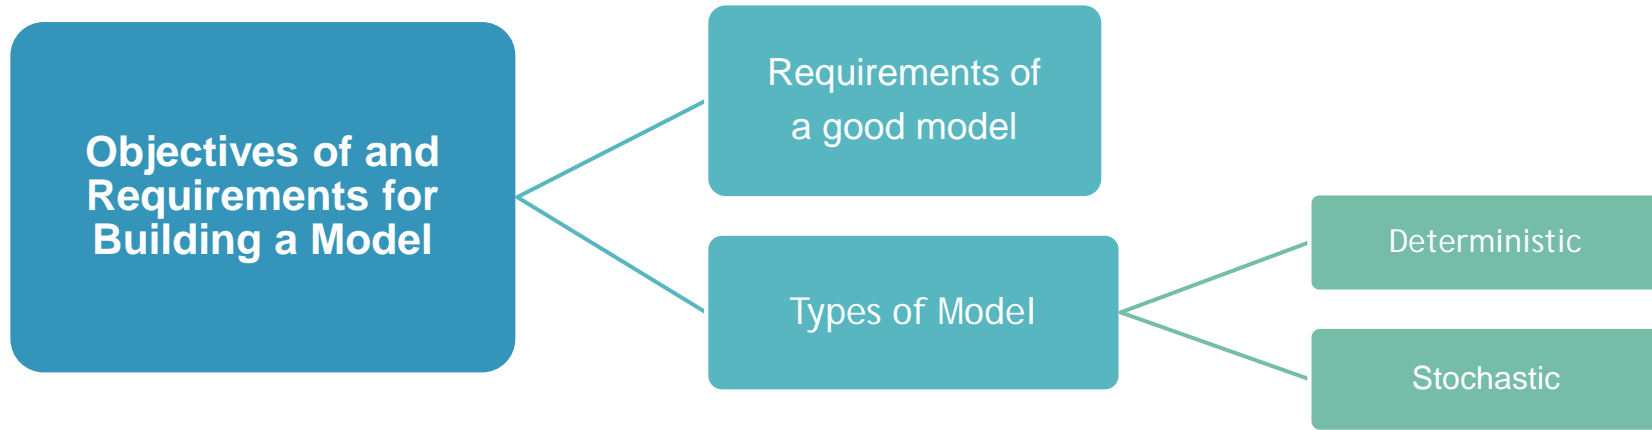 Objectives of and
Requirements for
Building a Model
Requirements of
a good model
Types of Model
Deterministic
Stochastic